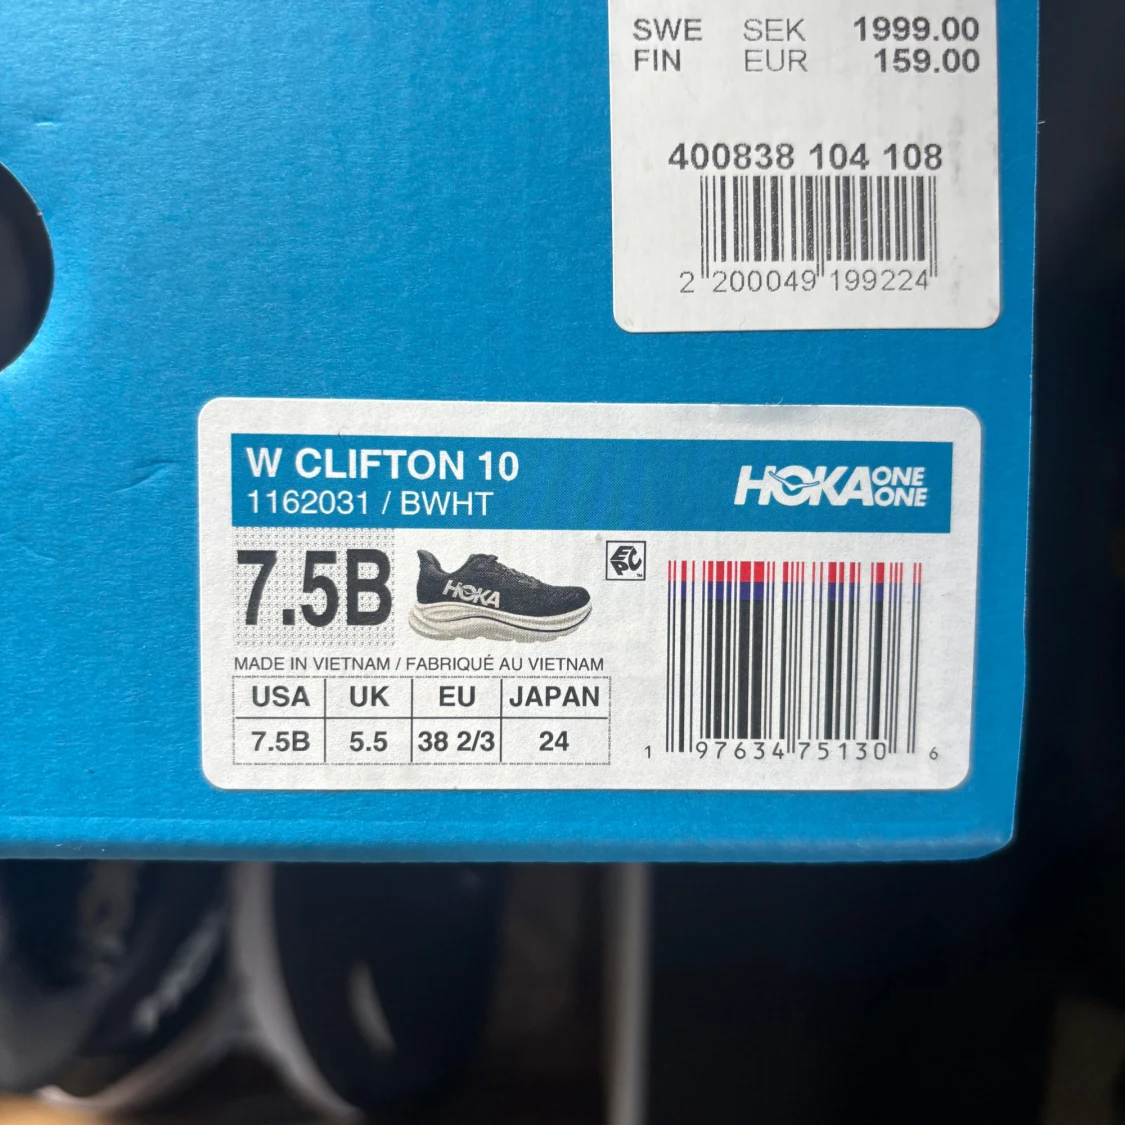 SWE SEK 1999.00
FIN EUR 159.00
400838 104 108
2 200049 199224
W CLIFTON 10
1162031 / BWHT
HOKA ONE ONE
7.5B
HOKA
EPC™
MADE IN VIETNAM / FABRIQUÉ AU VIETNAM
USA UK EU JAPAN
7.5B 5.5 38 2/3 24
1 97634 75130 6